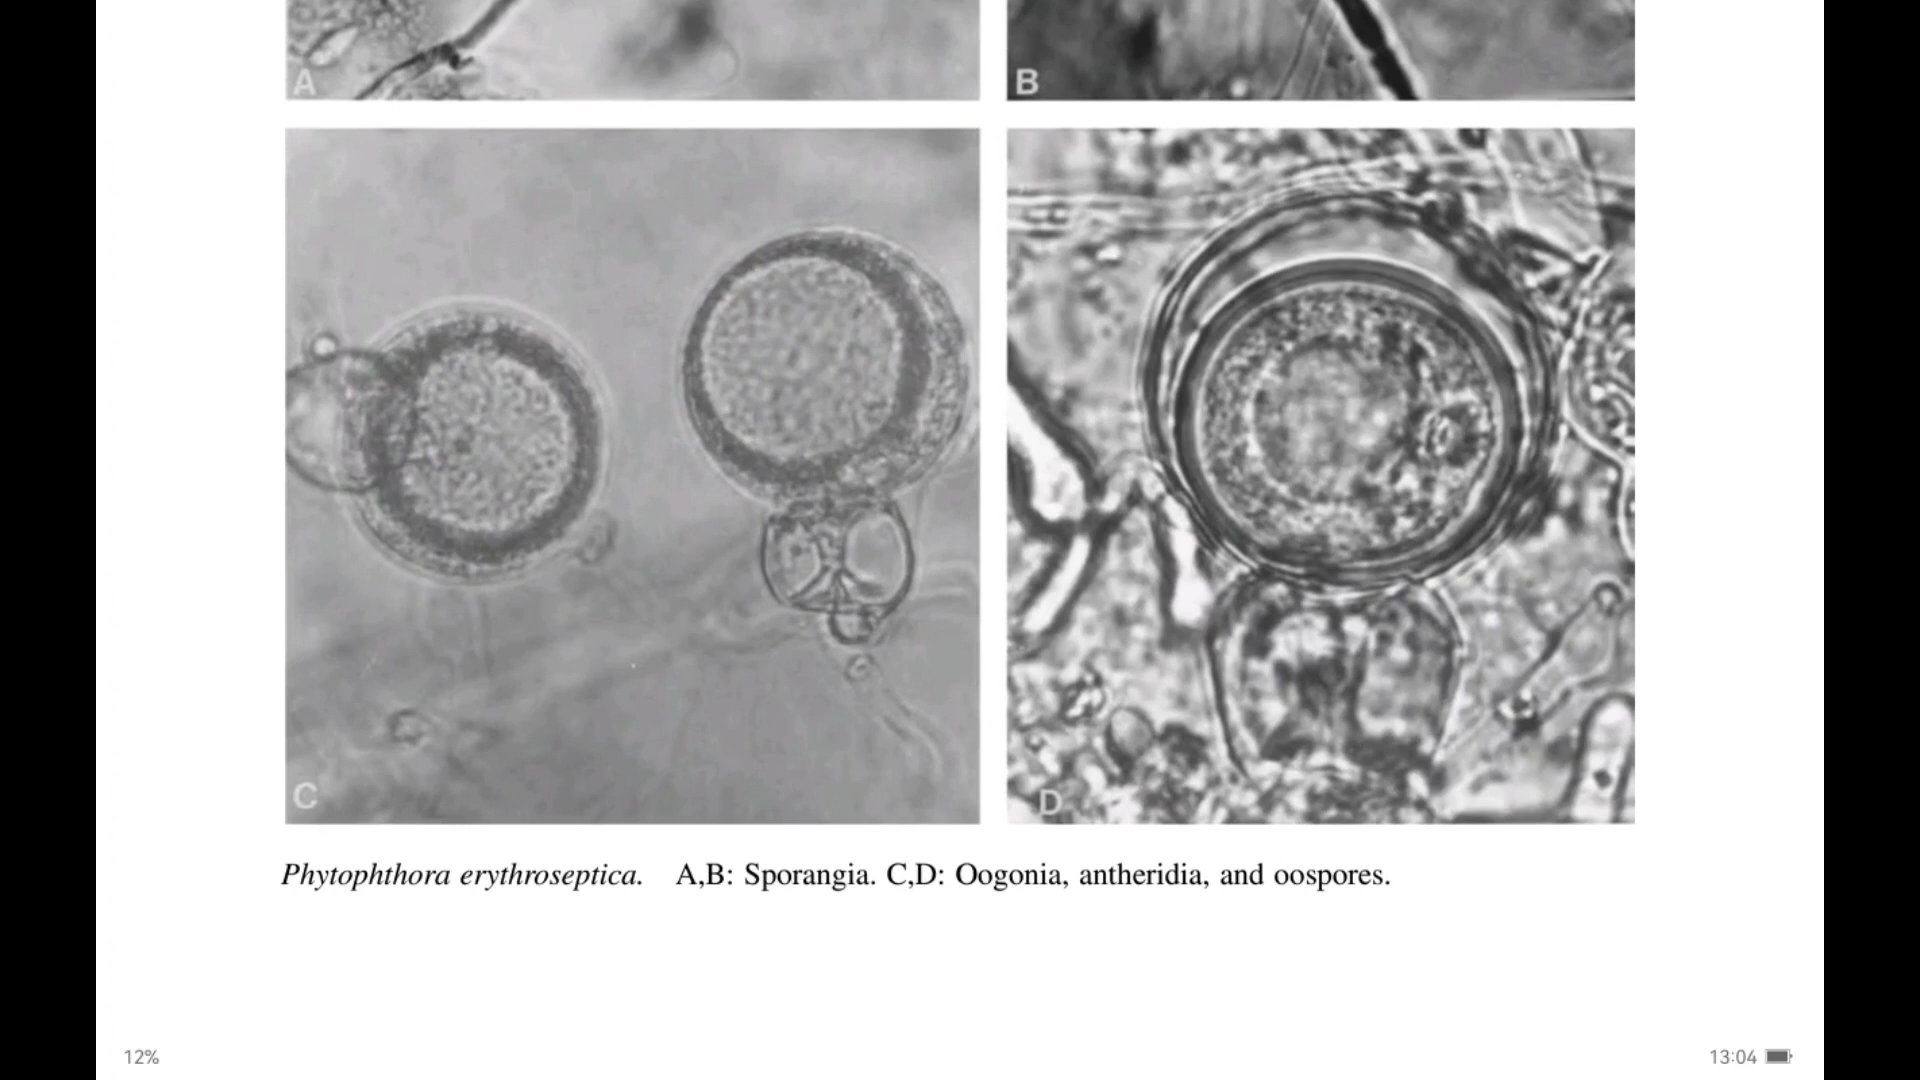 A
B
C
D
Phytophthora erythroseptica. A,B: Sporangia. C,D: Oogonia, antheridia, and oospores.
12%
13:04